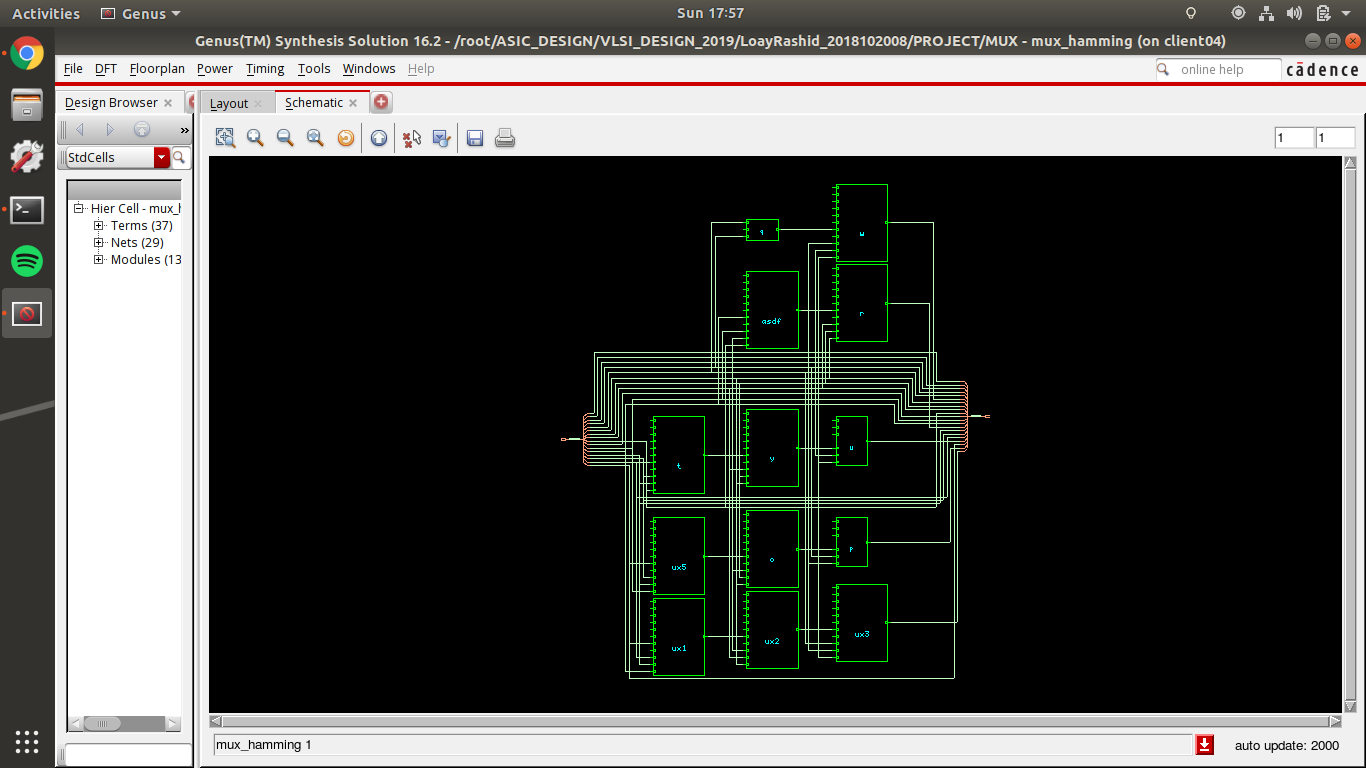 Activities Genus Sun 17:57
Genus(TM) Synthesis Solution 16.2 - /root/ASIC_DESIGN/VLSI_DESIGN_2019/LoayRashid_2018102008/PROJECT/MUX - mux_hamming (on client04)
File DFT Floorplan Power Timing Tools Windows Help online help cādence
Design Browser Layout Schematic
»
1 1
StdCells
Hier Cell - mux_h
Terms (37)
Nets (29)
Modules (13
q w
asdf r
t y u
ux5 o p
ux1 ux2 ux3
mux_hamming 1 auto update: 2000